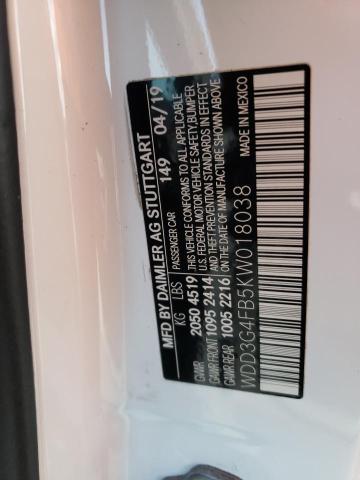 MFD BY DAIMLER AG STUTTGART
KG LBS PASSENGER CAR 149 04/19
GVWR 2050 4519 THIS VEHICLE CONFORMS TO ALL APPLICABLE
GAWR FRONT 1095 2414 U.S. FEDERAL MOTOR VEHICLE SAFETY, BUMPER
GAWR REAR 1005 2216 AND THEFT PREVENTION STANDARDS IN EFFECT
ON THE DATE OF MANUFACTURE SHOWN ABOVE
WDD3G4FB5KW018038 MADE IN MEXICO